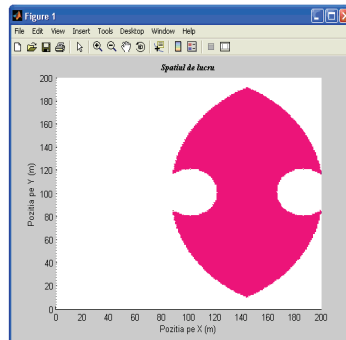 Figure 1
File Edit View Insert Tools Desktop Window Help
Spatiul de lucru
200
180
160
140
120
100
80
60
40
20
0
Pozitia pe Y (m)
0 20 40 60 80 100 120 140 160 180 200
Pozitia pe X (m)